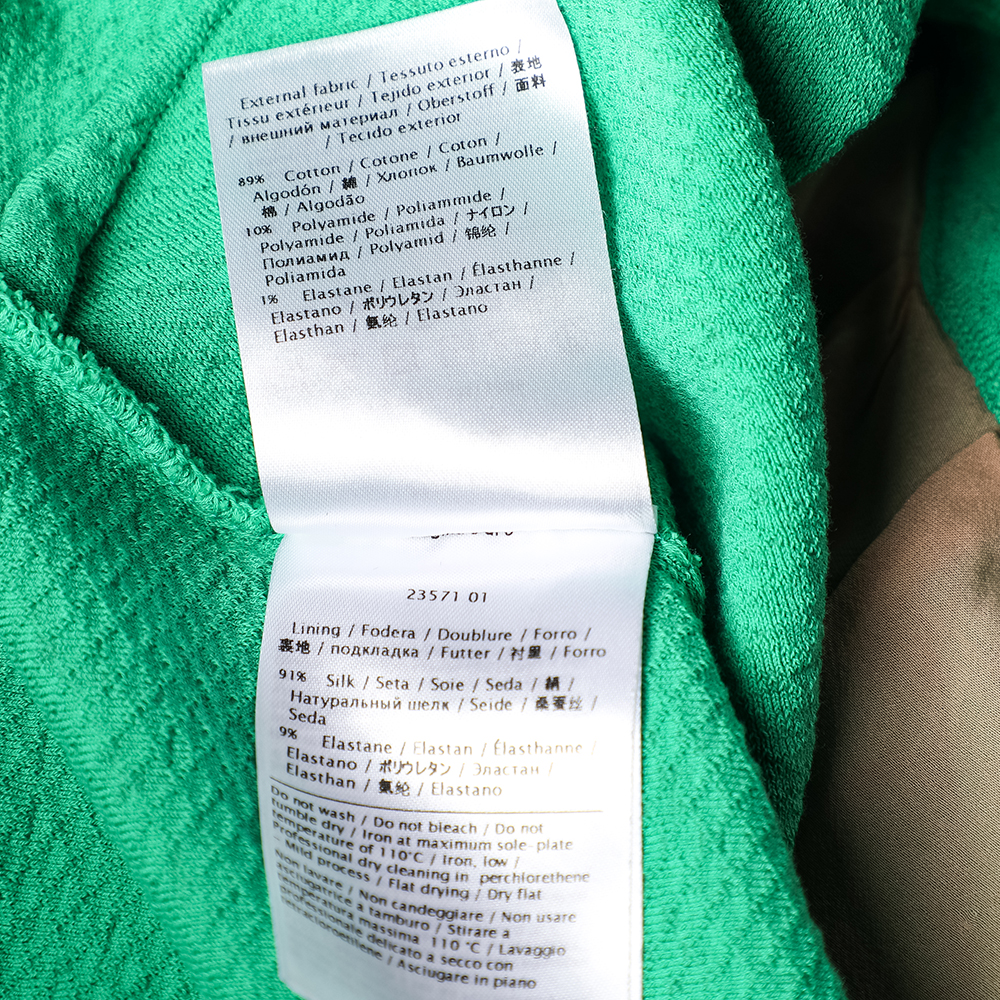 External fabric / Tessuto esterno /
Tissu extérieur / Tejido exterior / 表地
/ внешний материал / Oberstoff / 面料
/ Tecido exterior
89% Cotton / Cotone / Coton /
Algodón / 綿 / Хлопок / Baumwolle /
棉 / Algodão
10% Polyamide / Poliammide /
Polyamide / Poliamida / ナイロン /
Полиамид / Polyamid / 锦纶 /
Poliamida
1% Elastane / Elastan / Élasthanne /
Elastano / ポリウレタン / Эластан /
Elasthan / 氨纶 / Elastano
23571 01
Lining / Fodera / Doublure / Forro /
裏地 / подкладка / Futter / 衬里 / Forro
91% Silk / Seta / Soie / Seda / 絹 /
Натуральный шелк / Seide / 桑蚕丝 /
Seda
9% Elastane / Elastan / Élasthanne /
Elastano / ポリウレタン / Эластан /
Elasthan / 氨纶 / Elastano
Do not wash / Do not bleach / Do not
tumble dry / Iron at maximum sole-plate
temperature of 110°C / Iron, low /
Professional dry cleaning in perchlorethene
- Mild process / Flat drying / Dry flat
Non lavare / Non candeggiare / Non usare
asciugatrice a tamburo / Stirare a
temperatura massima 110 °C / Lavaggio
professionale delicato a secco con
/ Asciugare in piano